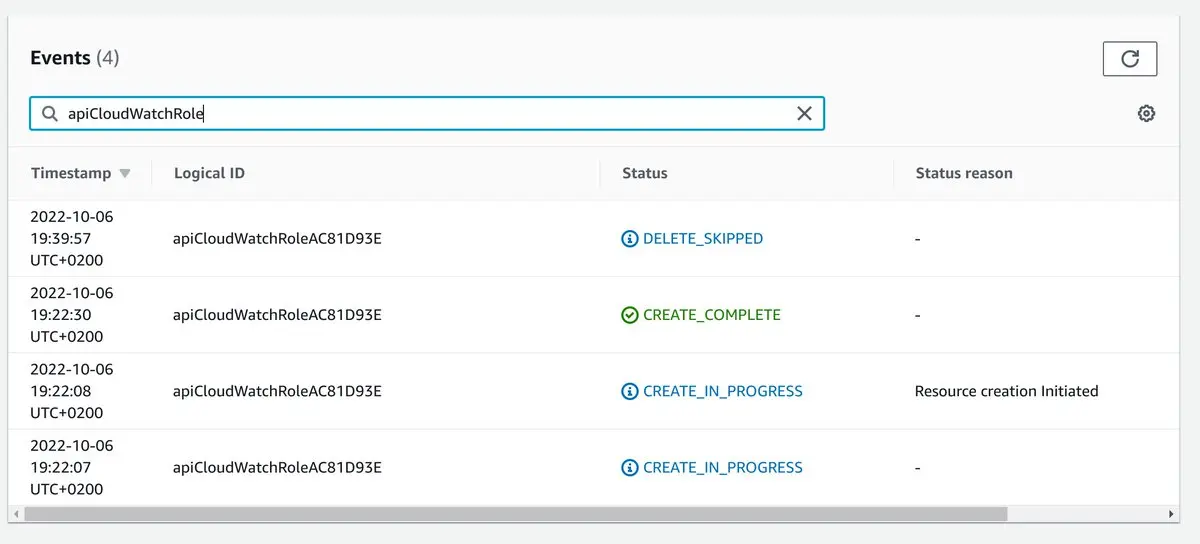 Events (4)
apiCloudWatchRole
Timestamp Logical ID Status Status reason
2022-10-06
19:39:57
UTC+0200
apiCloudWatchRoleAC81D93E DELETE_SKIPPED -
2022-10-06
19:22:30
UTC+0200
apiCloudWatchRoleAC81D93E CREATE_COMPLETE -
2022-10-06
19:22:08
UTC+0200
apiCloudWatchRoleAC81D93E CREATE_IN_PROGRESS Resource creation Initiated
2022-10-06
19:22:07
UTC+0200
apiCloudWatchRoleAC81D93E CREATE_IN_PROGRESS -